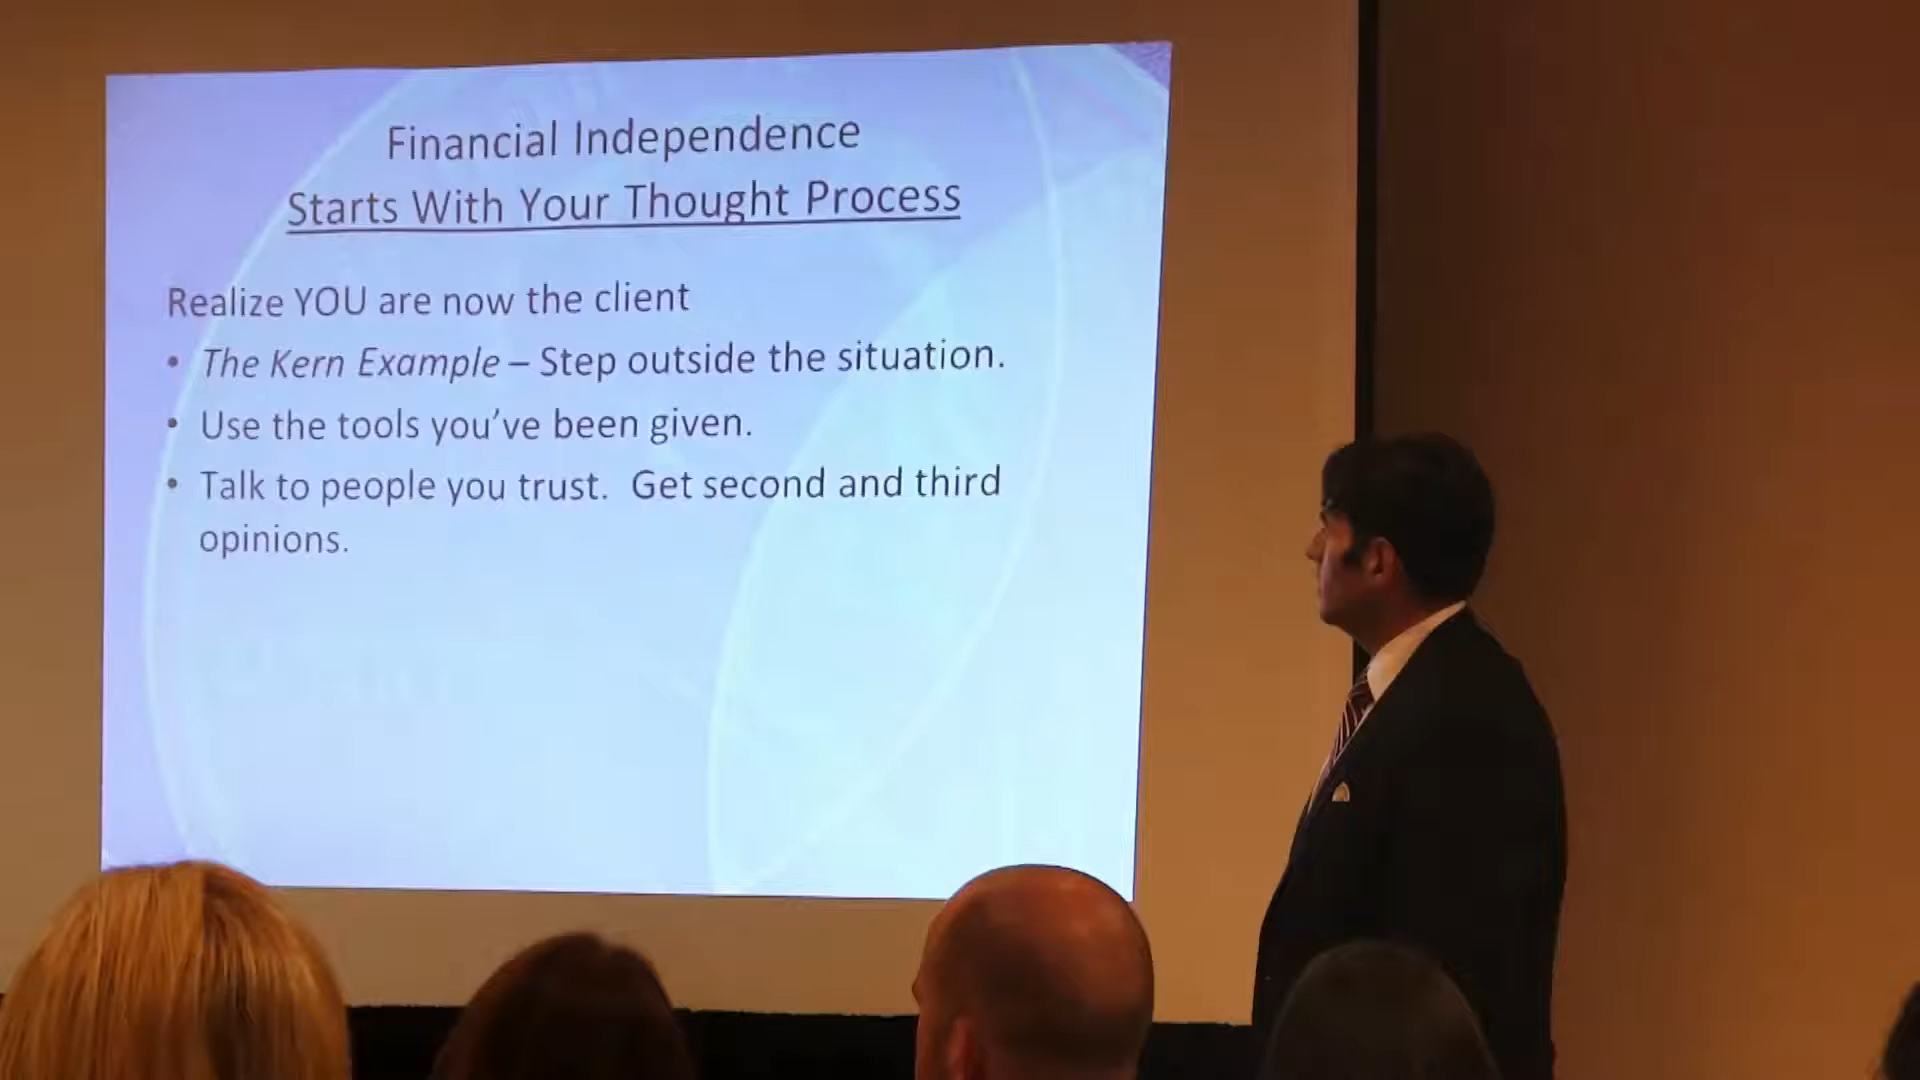 Financial Independence
Starts With Your Thought Process
Realize YOU are now the client
• The Kern Example – Step outside the situation.
• Use the tools you’ve been given.
• Talk to people you trust.  Get second and third
opinions.